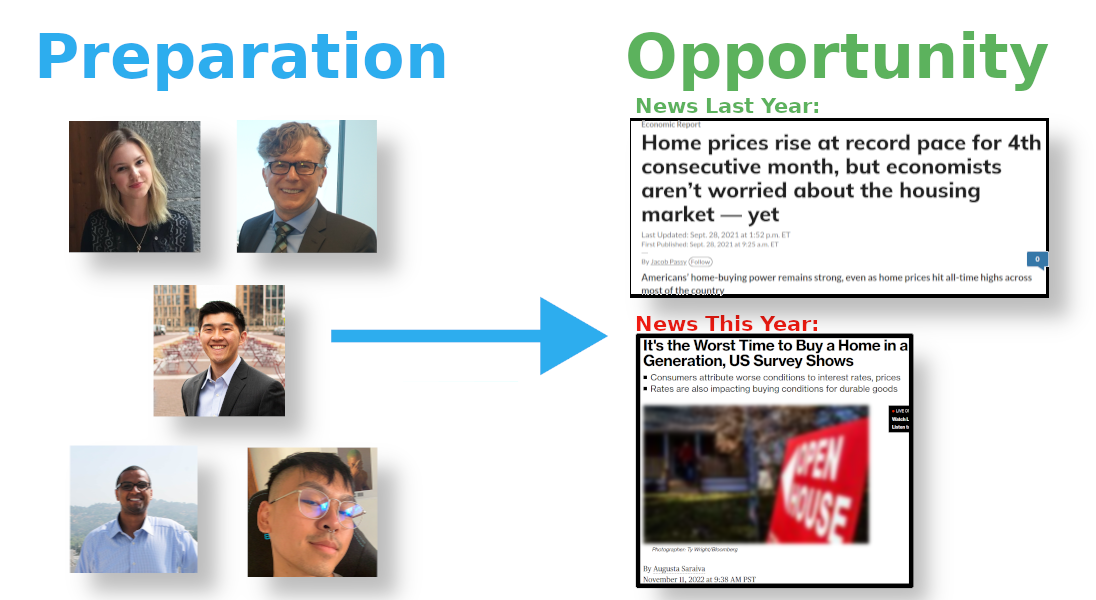 Preparation
Opportunity
News Last Year:
Economic Report
Home prices rise at record pace for 4th
consecutive month, but economists
aren't worried about the housing
market — yet
Last Updated: Sept. 28, 2021 at 1:52 p.m. ET
First Published: Sept. 28, 2021 at 9:25 a.m. ET
By Jacob Passy Follow
0
Americans' home-buying power remains strong, even as home prices hit all-time highs across
most of the country
News This Year:
It's the Worst Time to Buy a Home in a
Generation, US Survey Shows
▪ Consumers attribute worse conditions to interest rates, prices
▪ Rates are also impacting buying conditions for durable goods
LIVE
Listen
OPEN
HOUSE
Photographer: Ty Wright/Bloomberg
By Augusta Saraiva
November 11, 2022 at 9:38 AM PST